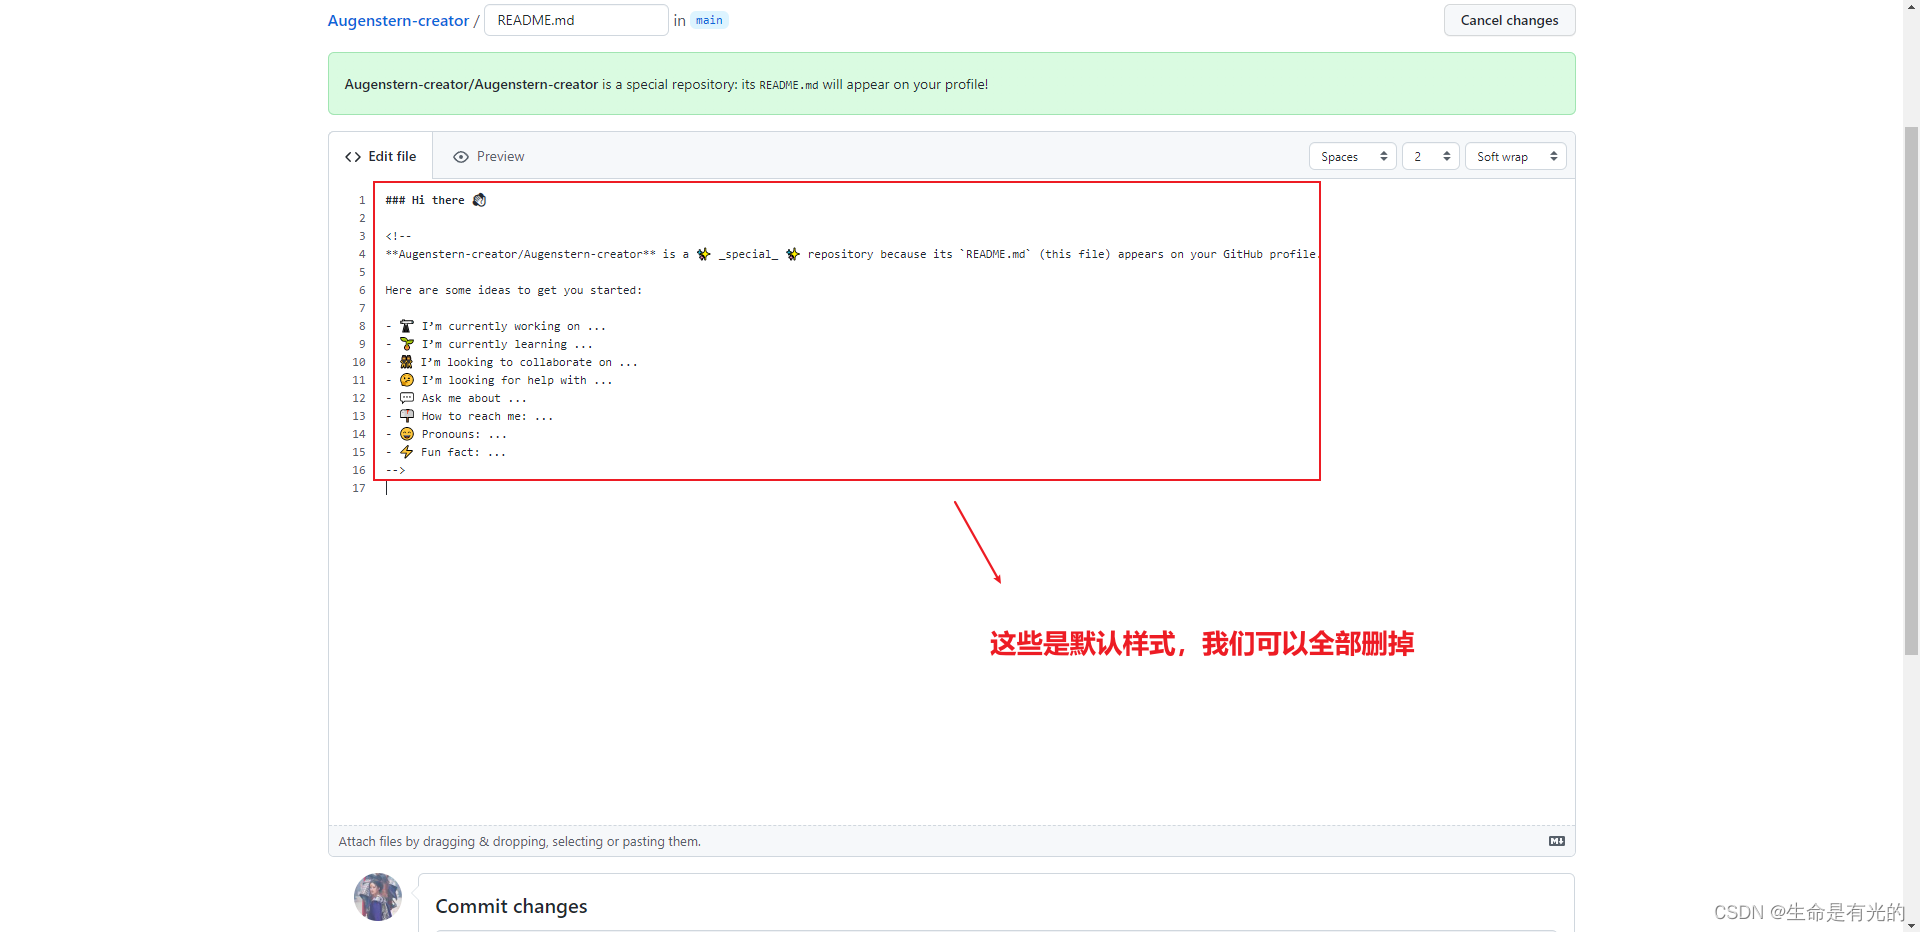 Augenstern-creator / README.md in main Cancel changes
Augenstern-creator/Augenstern-creator is a special repository: its README.md will appear on your profile!
<> Edit file Preview Spaces 2 Soft wrap
1 ### Hi there 👋
2
3 <!--
4 **Augenstern-creator/Augenstern-creator** is a ✨ _special_ ✨ repository because its `README.md` (this file) appears on your GitHub profile.
5
6 Here are some ideas to get you started:
7
8 - 🔭 I’m currently working on ...
9 - 🌱 I’m currently learning ...
10 - 👯 I’m looking to collaborate on ...
11 - 🤔 I’m looking for help with ...
12 - 💬 Ask me about ...
13 - 📫 How to reach me: ...
14 - 😄 Pronouns: ...
15 - ⚡ Fun fact: ...
16 -->
17
这些是默认样式，我们可以全部删掉
Attach files by dragging & dropping, selecting or pasting them.
Commit changes
CSDN @生命是有光的